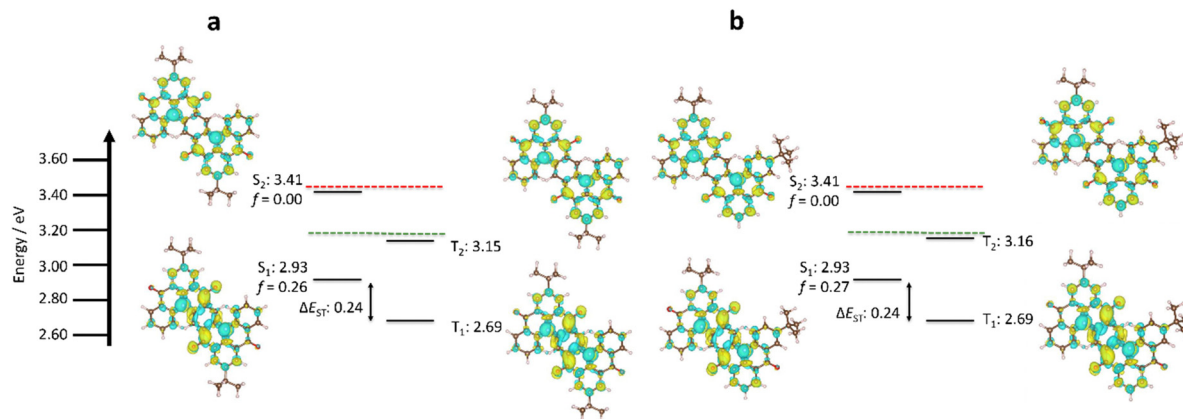 a
b
Energy / eV
3.60
3.40
3.20
3.00
2.80
2.60
S₂: 3.41
f = 0.00
T₂: 3.15
S₁: 2.93
f = 0.26
ΔE_ST: 0.24
T₁: 2.69
S₂: 3.41
f = 0.00
T₂: 3.16
S₁: 2.93
f = 0.27
ΔE_ST: 0.24
T₁: 2.69